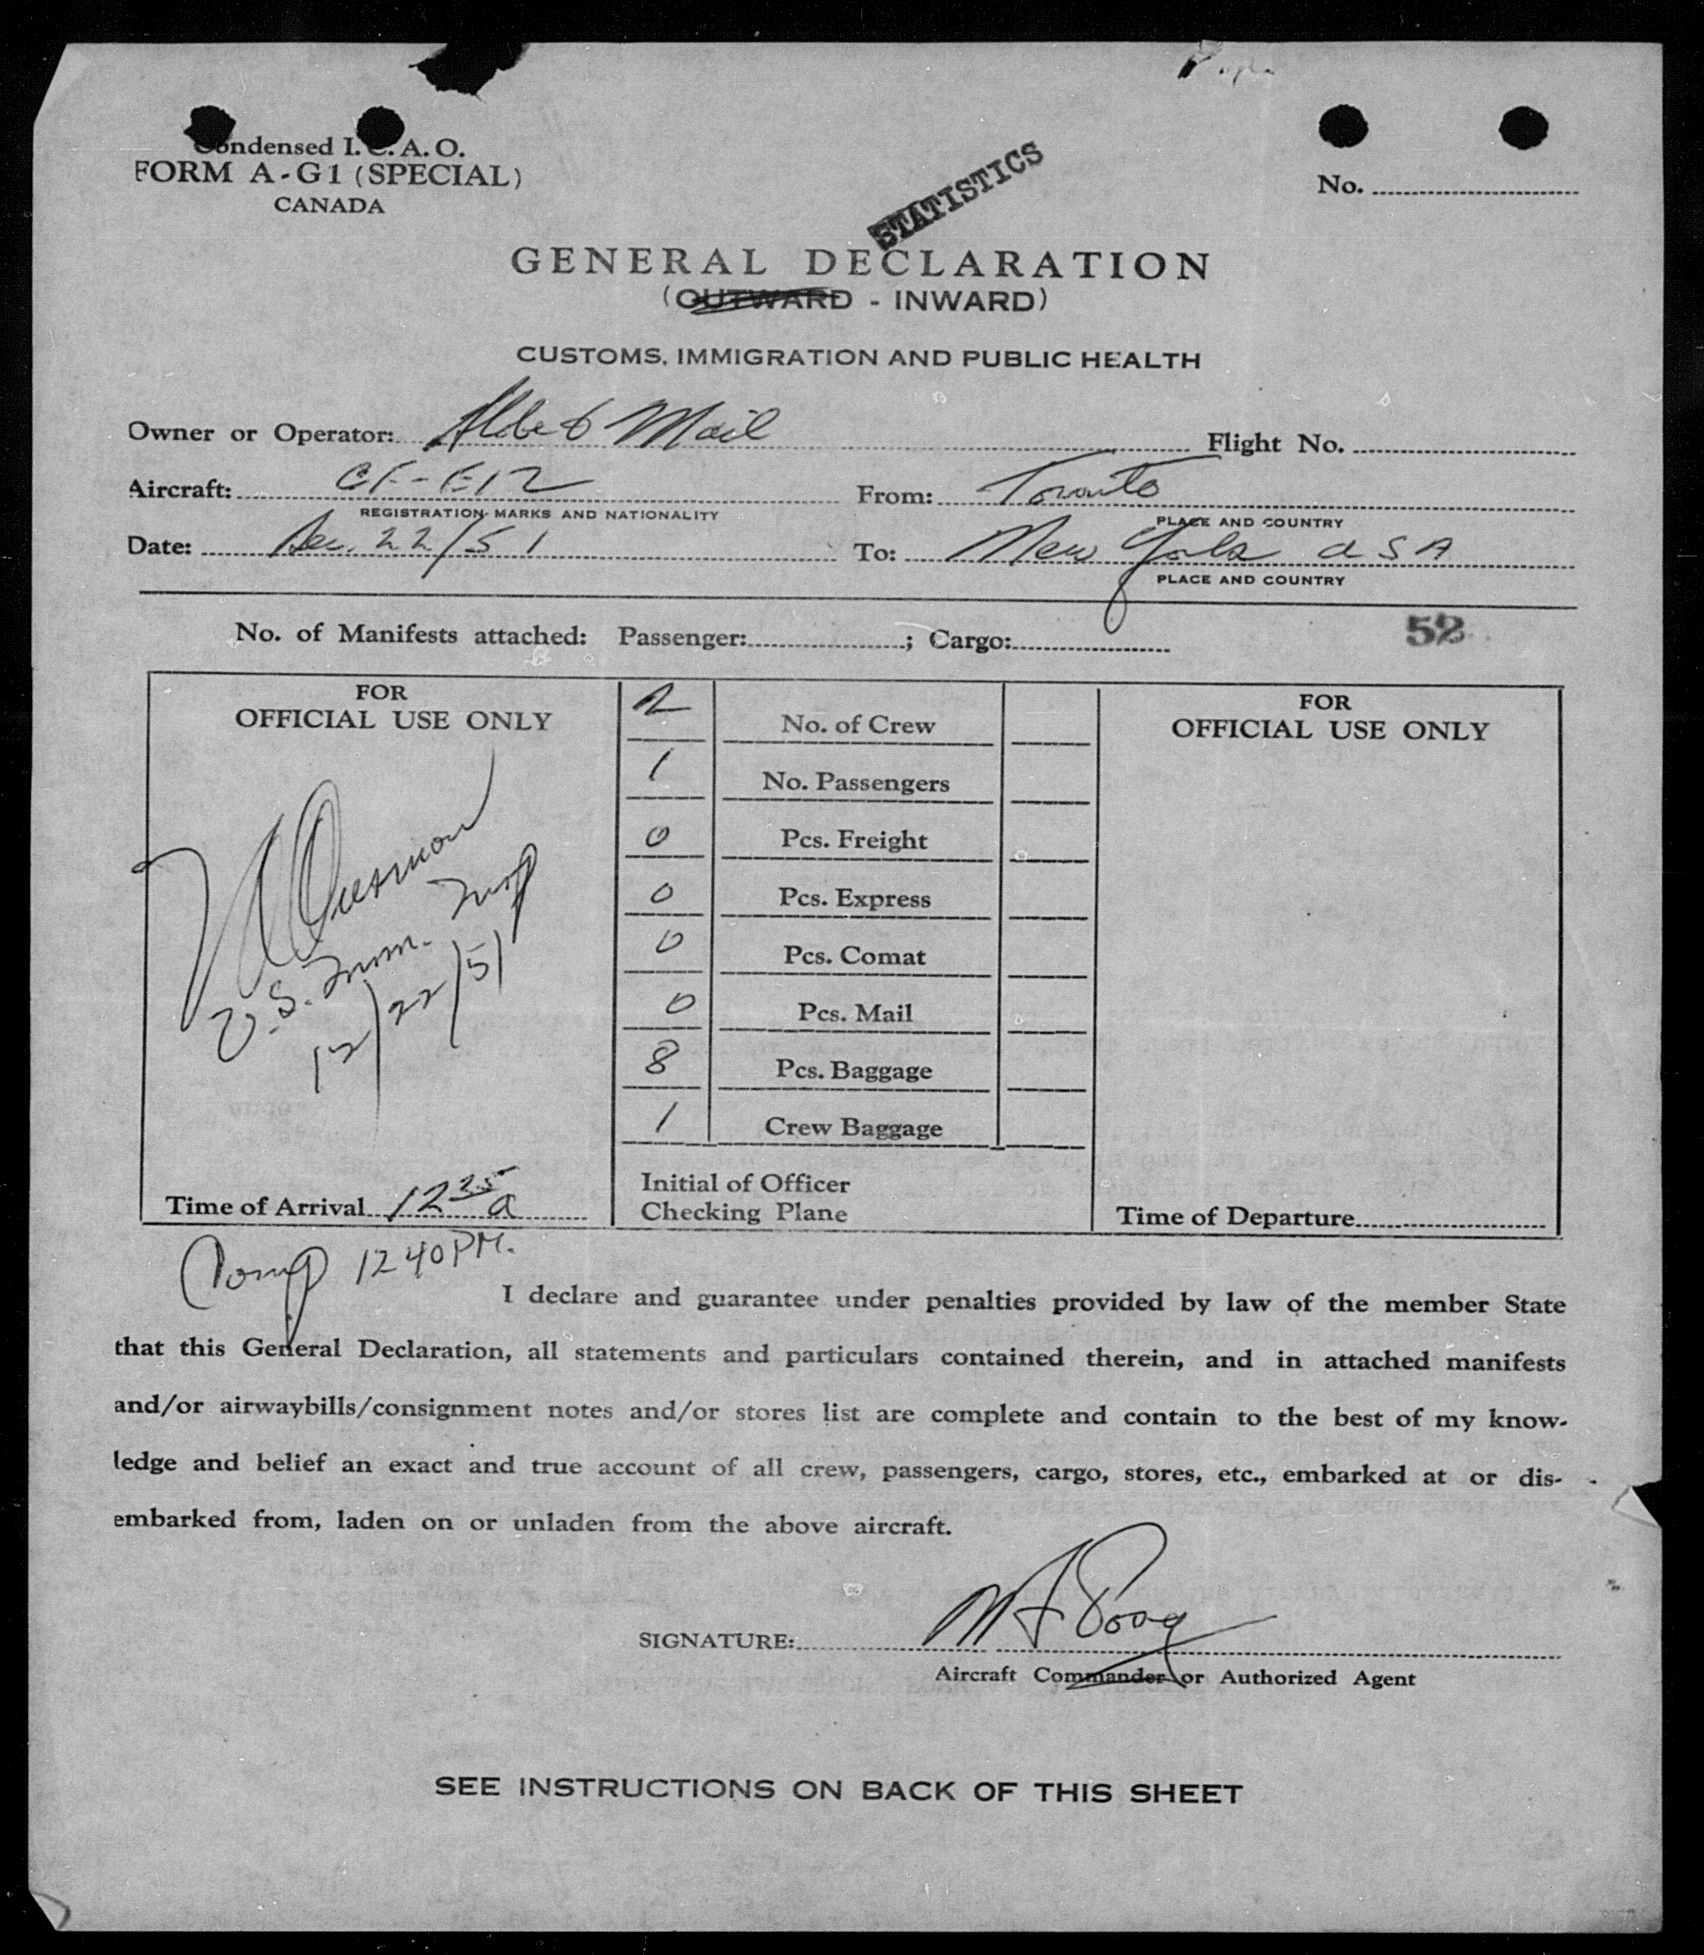 Condensed I.C.A.O.
FORM A-G1 (SPECIAL)
CANADA
No.
STATISTICS
GENERAL DECLARATION
(OUTWARD - INWARD)
CUSTOMS, IMMIGRATION AND PUBLIC HEALTH
Owner or Operator: Albert Mail Flight No.
Aircraft: CF-E12 From: Toronto
REGISTRATION MARKS AND NATIONALITY PLACE AND COUNTRY
Date: Dec. 22/51 To: New York USA
PLACE AND COUNTRY
No. of Manifests attached: Passenger: ; Cargo:
52
FOR
OFFICIAL USE ONLY
U.S. Imm. Insp
12/22/51
Time of Arrival 12 35 a
2 No. of Crew
1 No. Passengers
0 Pcs. Freight
0 Pcs. Express
0 Pcs. Comat
0 Pcs. Mail
8 Pcs. Baggage
1 Crew Baggage
Initial of Officer
Checking Plane
FOR
OFFICIAL USE ONLY
Time of Departure
12 40 PM.
I declare and guarantee under penalties provided by law of the member State
that this General Declaration, all statements and particulars contained therein, and in attached manifests
and/or airwaybills/consignment notes and/or stores list are complete and contain to the best of my know-
ledge and belief an exact and true account of all crew, passengers, cargo, stores, etc., embarked at or dis-
embarked from, laden on or unladen from the above aircraft.
SIGNATURE:
Aircraft Commander or Authorized Agent
SEE INSTRUCTIONS ON BACK OF THIS SHEET